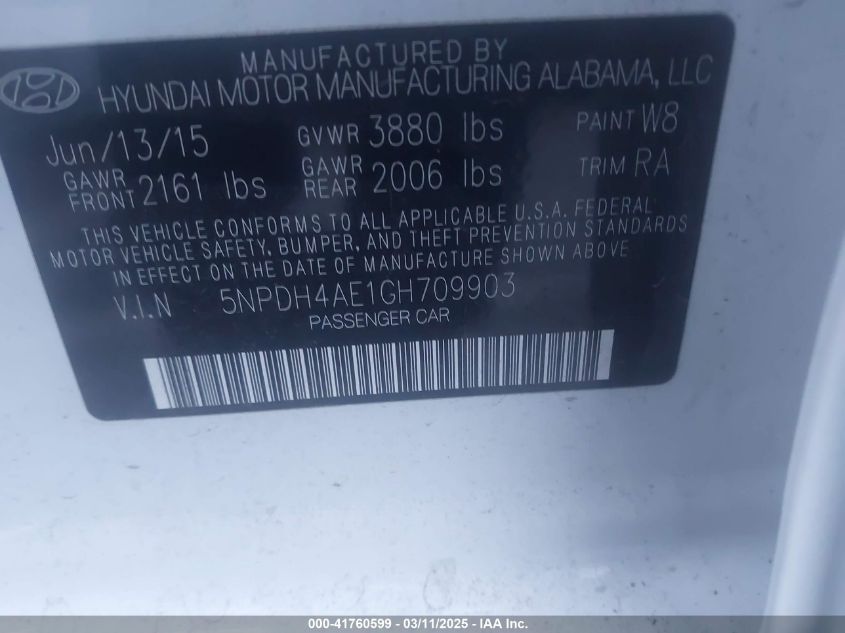 MANUFACTURED BY
HYUNDAI MOTOR MANUFACTURING ALABAMA, LLC
Jun/13/15 GVWR 3880 lbs PAINT W8
GAWR FRONT 2161 lbs GAWR REAR 2006 lbs TRIM RA
THIS VEHICLE CONFORMS TO ALL APPLICABLE U.S.A. FEDERAL
MOTOR VEHICLE SAFETY, BUMPER, AND THEFT PREVENTION STANDARDS
IN EFFECT ON THE DATE OF MANUFACTURE SHOWN ABOVE
V.I.N 5NPDH4AE1GH709903
PASSENGER CAR
000-41760599 - 03/11/2025 - IAA Inc.